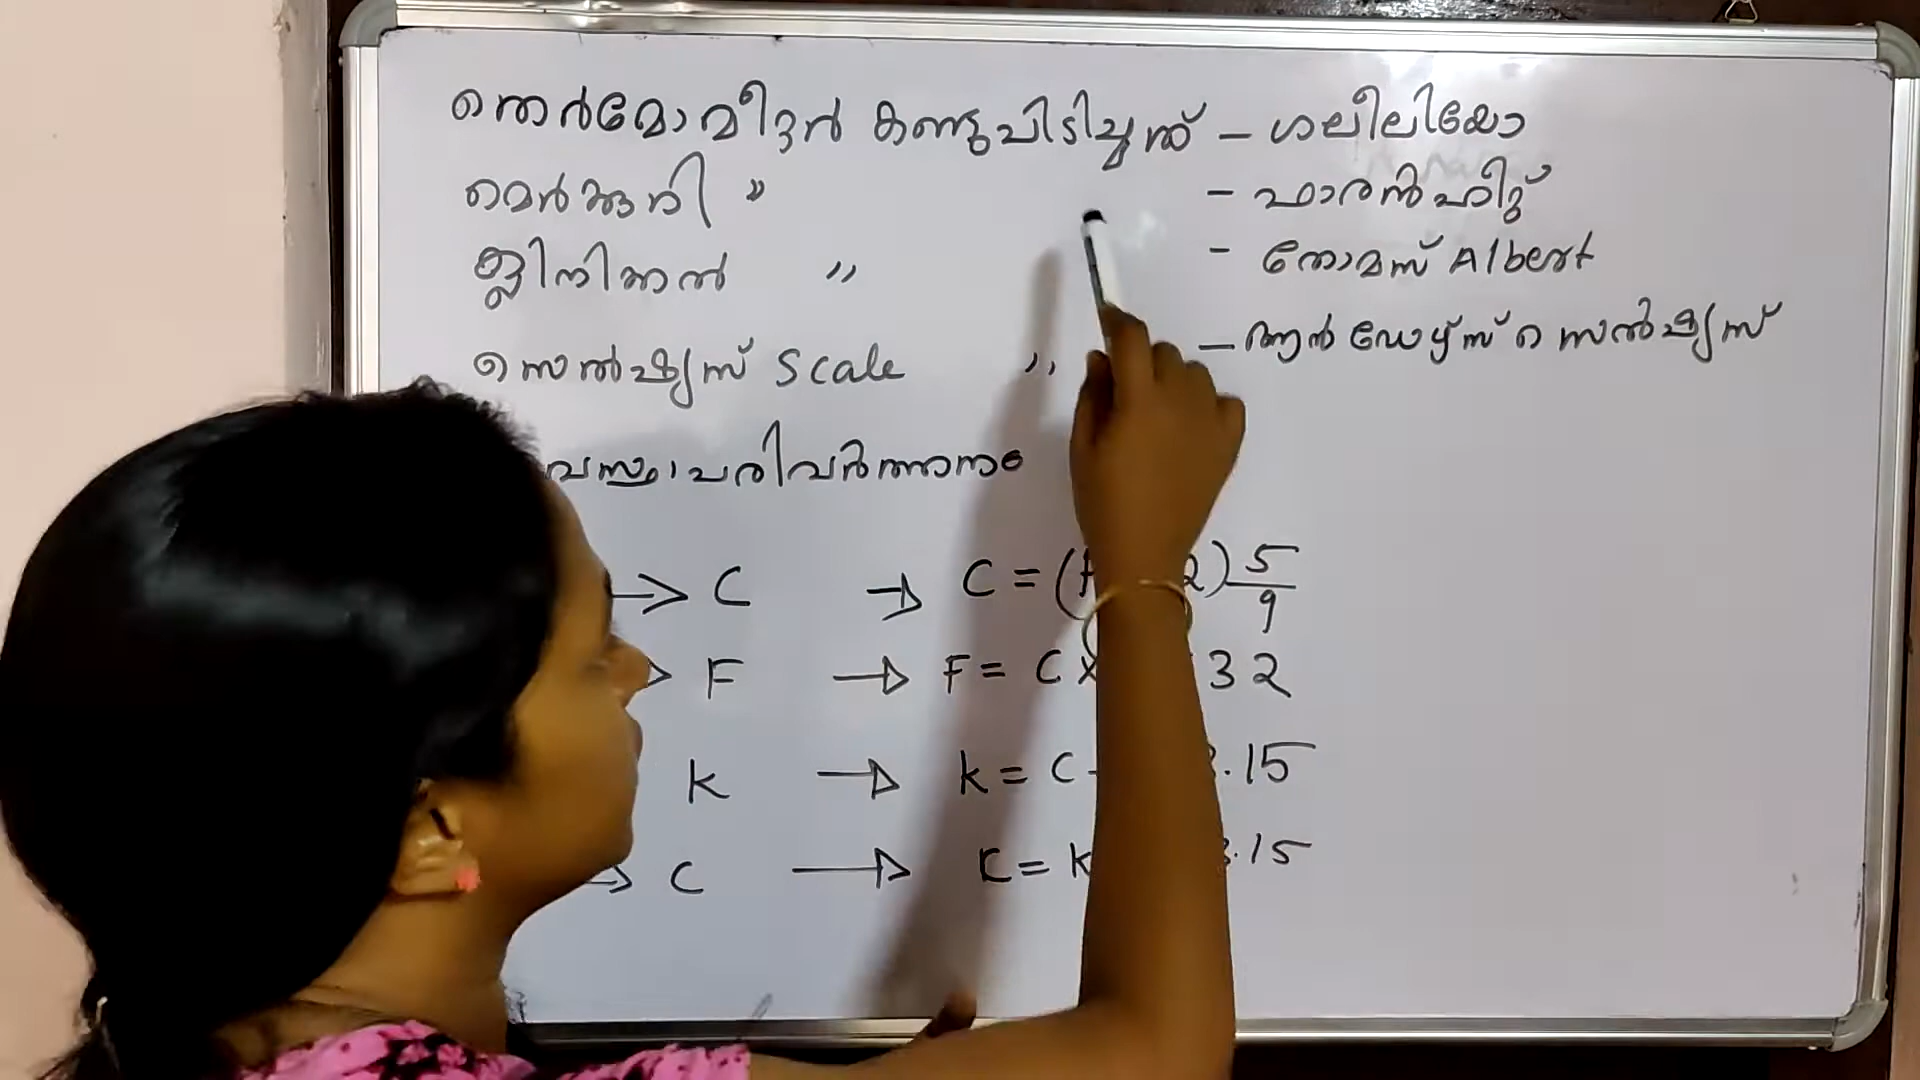 തെർമോമീറ്റർ കണ്ടുപിടിച്ചത് – ഗലീലിയോ
മെർക്കുറി " – ഫാരൻഹീറ്റ്
ക്ലിനിക്കൽ " – തോമസ് Albert
സെൽഷ്യസ് Scale " – ആൻഡേഴ്സ് സെൽഷ്യസ്
പരിവർത്തനം
→ C → C = ( 2) 5/9
F → F = C × 32
K → K = C .15
→ C → C = K .15